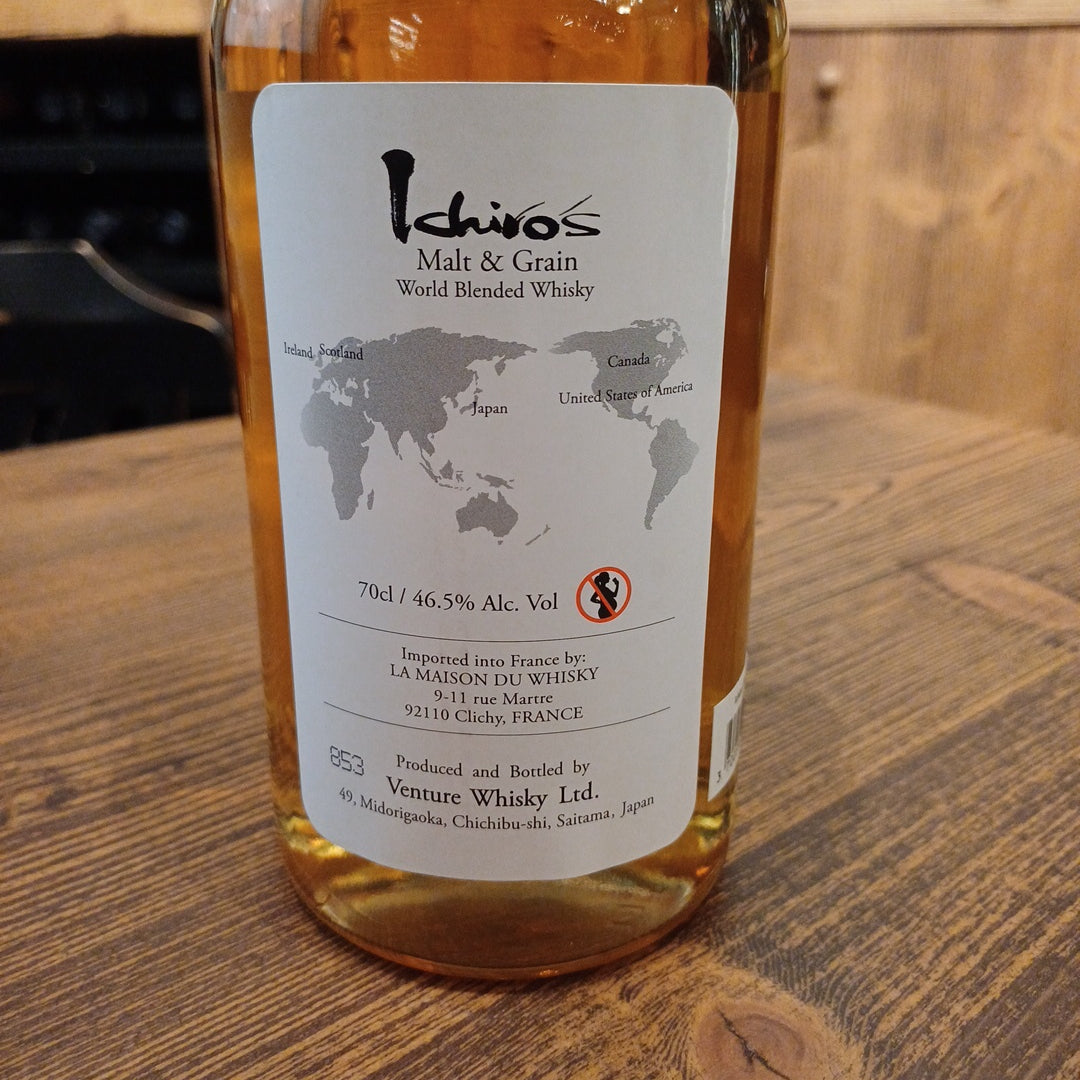 Ichiro's
Malt & Grain
World Blended Whisky
Ireland Scotland
Canada
United States of America
Japan
70cl / 46.5% Alc. Vol
Imported into France by:
LA MAISON DU WHISKY
9-11 rue Martre
92110 Clichy, FRANCE
853
Produced and Bottled by
Venture Whisky Ltd.
49, Midorigaoka, Chichibu-shi, Saitama, Japan